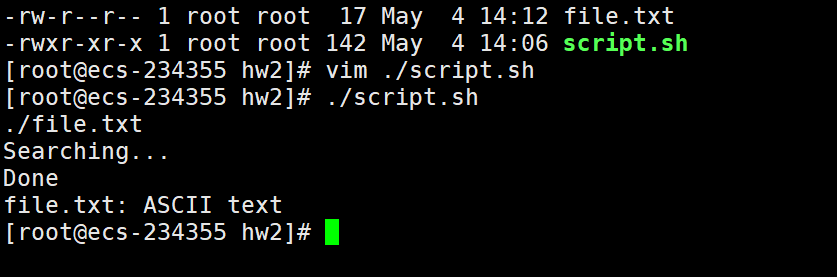 -rw-r--r-- 1 root root  17 May  4 14:12 file.txt
-rwxr-xr-x 1 root root 142 May  4 14:06 script.sh
[root@ecs-234355 hw2]# vim ./script.sh
[root@ecs-234355 hw2]# ./script.sh
./file.txt
Searching...
Done
file.txt: ASCII text
[root@ecs-234355 hw2]#